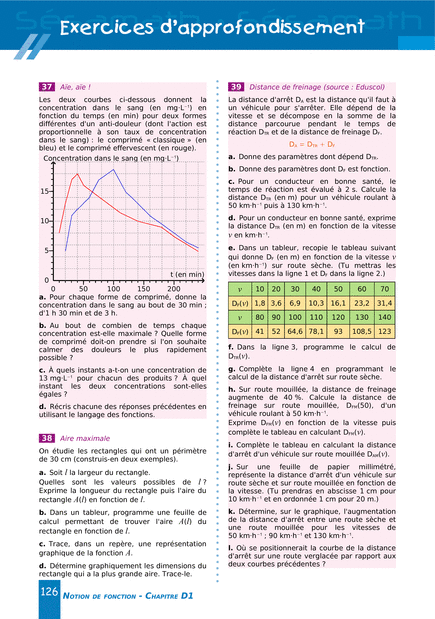 Exercices d'approfondissement
37 Aïe, aïe !
Les deux courbes ci-dessous donnent la
concentration dans le sang (en mg·L⁻¹) en
fonction du temps (en min) pour deux formes
différentes d'un anti-douleur (dont l'action est
proportionnelle à son taux de concentration
dans le sang) : le comprimé « classique » (en
bleu) et le comprimé effervescent (en rouge).
Concentration dans le sang (en mg·L⁻¹)
15
10
5
0
t (en min)
0 50 100 150 200
a. Pour chaque forme de comprimé, donne la
concentration dans le sang au bout de 30 min ;
d'1 h 30 min et de 3 h.
b. Au bout de combien de temps chaque
concentration est-elle maximale ? Quelle forme
de comprimé doit-on prendre si l'on souhaite
calmer des douleurs le plus rapidement
possible ?
c. À quels instants a-t-on une concentration de
13 mg·L⁻¹ pour chacun des produits ? À quel
instant les deux concentrations sont-elles
égales ?
d. Décris chacune des réponses précédentes en
utilisant le langage des fonctions.
38 Aire maximale
On étudie les rectangles qui ont un périmètre
de 30 cm (construis-en deux exemples).
a. Soit l la largeur du rectangle.
Quelles sont les valeurs possibles de l ?
Exprime la longueur du rectangle puis l'aire du
rectangle A(l) en fonction de l.
b. Dans un tableur, programme une feuille de
calcul permettant de trouver l'aire A(l) du
rectangle en fonction de l.
c. Trace, dans un repère, une représentation
graphique de la fonction A.
d. Détermine graphiquement les dimensions du
rectangle qui a la plus grande aire. Trace-le.
39 Distance de freinage (source : Eduscol)
La distance d'arrêt Dₐ est la distance qu'il faut à
un véhicule pour s'arrêter. Elle dépend de la
vitesse et se décompose en la somme de la
distance parcourue pendant le temps de
réaction D_TR et de la distance de freinage D_F.
D_A = D_TR + D_F
a. Donne des paramètres dont dépend D_TR.
b. Donne des paramètres dont D_F est fonction.
c. Pour un conducteur en bonne santé, le
temps de réaction est évalué à 2 s. Calcule la
distance D_TR (en m) pour un véhicule roulant à
50 km·h⁻¹ puis à 130 km·h⁻¹.
d. Pour un conducteur en bonne santé, exprime
la distance D_TR (en m) en fonction de la vitesse
v en km·h⁻¹.
e. Dans un tableur, recopie le tableau suivant
qui donne D_F (en m) en fonction de la vitesse v
(en km·h⁻¹) sur route sèche. (Tu mettras les
vitesses dans la ligne 1 et D_F dans la ligne 2.)
v 10 20 30 40 50 60 70
D_F(v) 1,8 3,6 6,9 10,3 16,1 23,2 31,4
v 80 90 100 110 120 130 140
D_F(v) 41 52 64,6 78,1 93 108,5 123
f. Dans la ligne 3, programme le calcul de
D_TR(v).
g. Complète la ligne 4 en programmant le
calcul de la distance d'arrêt sur route sèche.
h. Sur route mouillée, la distance de freinage
augmente de 40 %. Calcule la distance de
freinage sur route mouillée, D_FM(50), d'un
véhicule roulant à 50 km·h⁻¹.
Exprime D_FM(v) en fonction de la vitesse puis
complète le tableau en calculant D_FM(v).
i. Complète le tableau en calculant la distance
d'arrêt d'un véhicule sur route mouillée D_AM(v).
j. Sur une feuille de papier millimétré,
représente la distance d'arrêt d'un véhicule sur
route sèche et sur route mouillée en fonction de
la vitesse. (Tu prendras en abscisse 1 cm pour
10 km·h⁻¹ et en ordonnée 1 cm pour 20 m.)
k. Détermine, sur le graphique, l'augmentation
de la distance d'arrêt entre une route sèche et
une route mouillée pour les vitesses de
50 km·h⁻¹ ; 90 km·h⁻¹ et 130 km·h⁻¹.
l. Où se positionnerait la courbe de la distance
d'arrêt sur une route verglacée par rapport aux
deux courbes précédentes ?
126 NOTION DE FONCTION - CHAPITRE D1